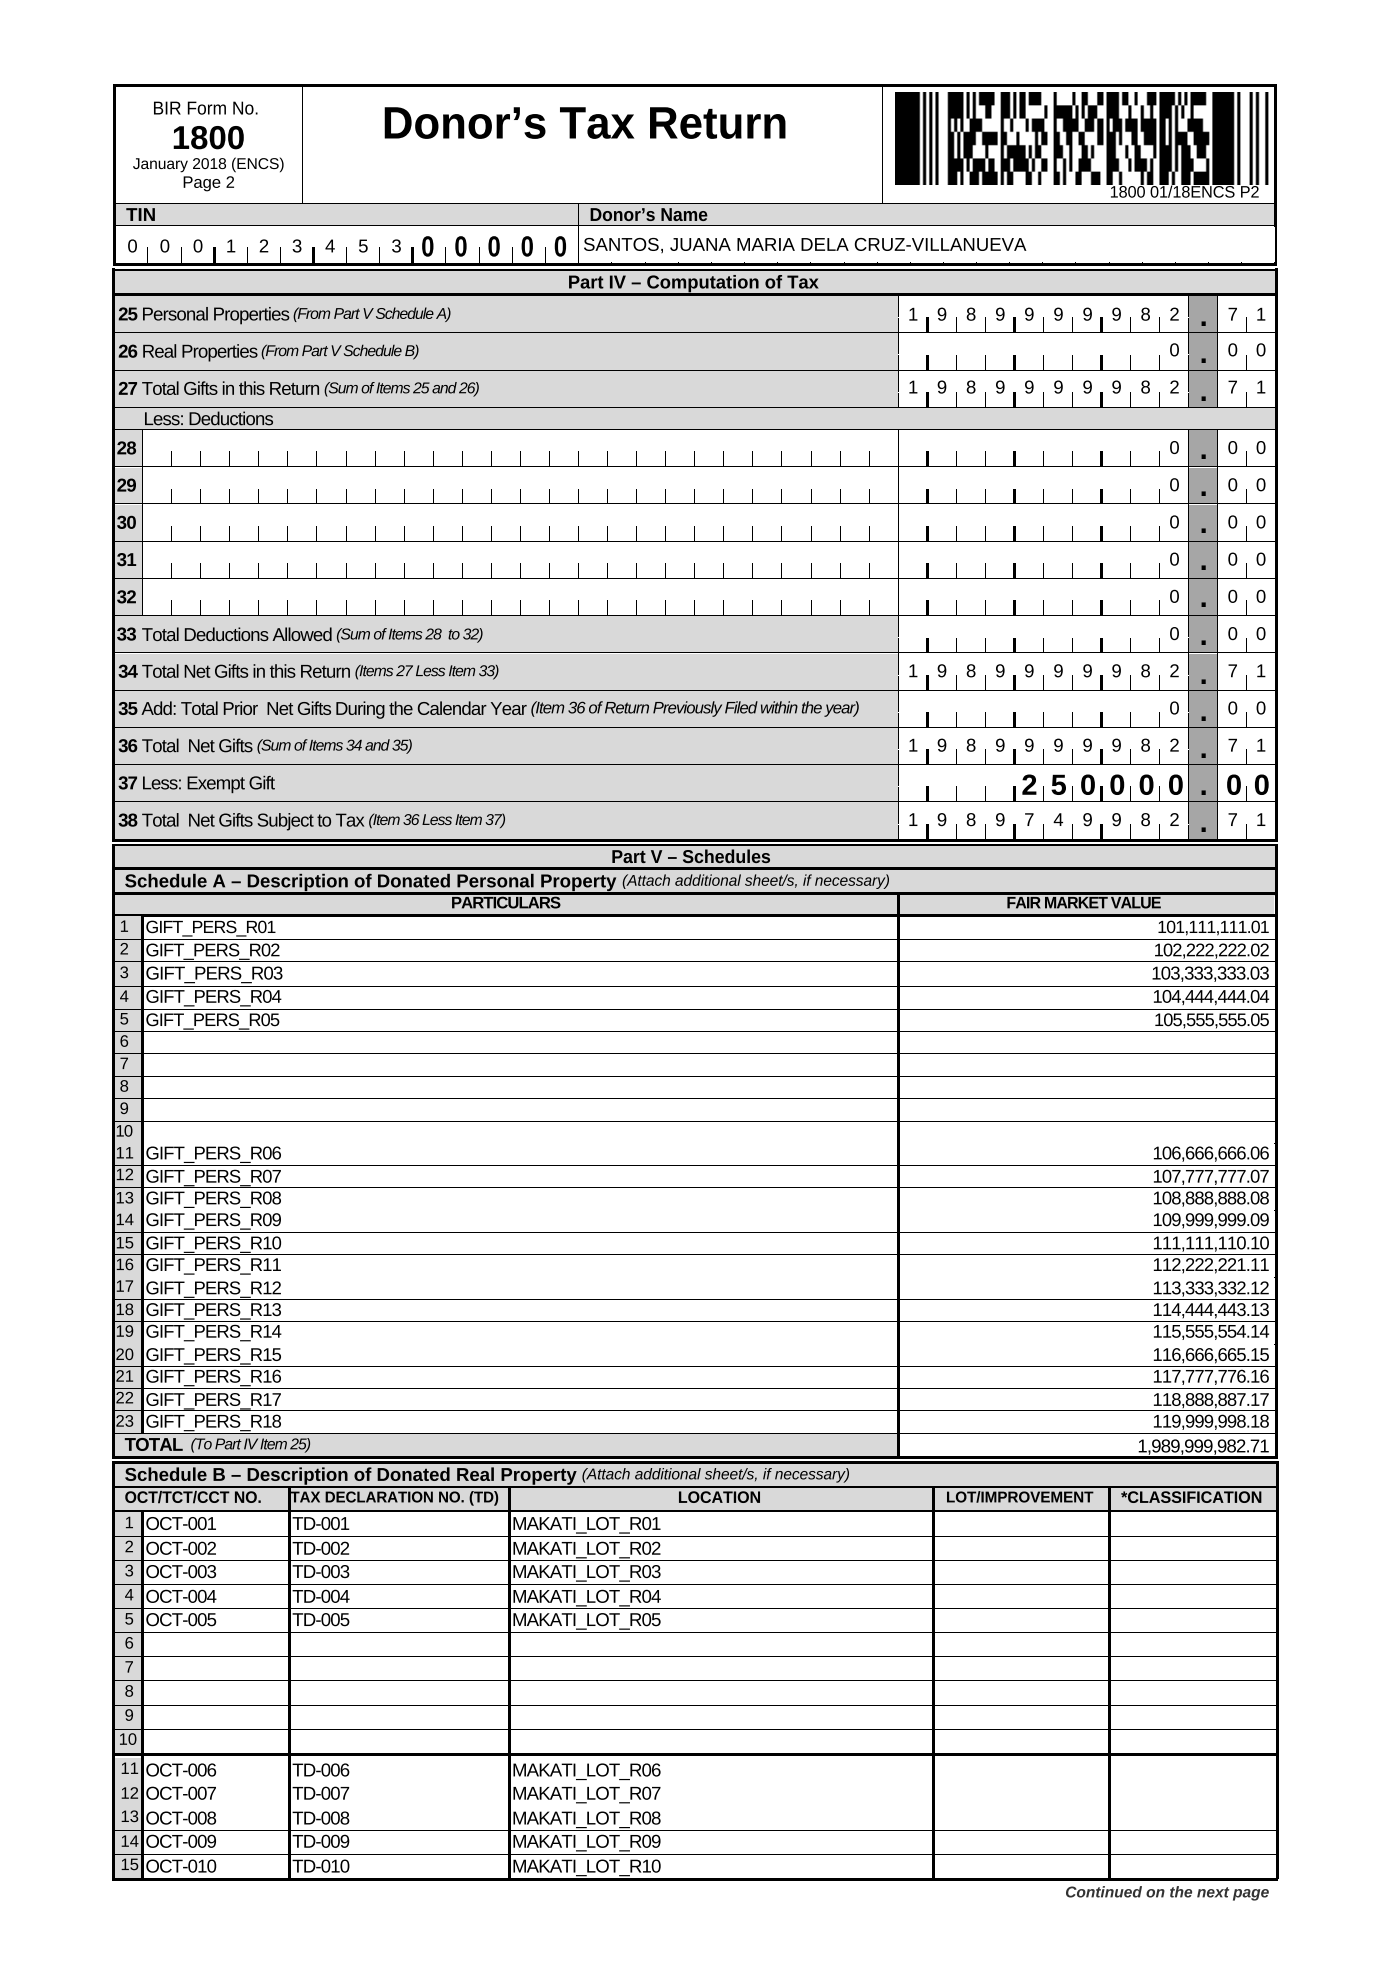 BIR Form No.
1800
January 2018 (ENCS)
Page 2
Donor’s Tax Return
1800 01/18ENCS P2
TIN Donor’s Name
0 0 0 1 2 3 4 5 3 0 0 0 0 0 SANTOS, JUANA MARIA DELA CRUZ-VILLANUEVA
Part IV – Computation of Tax
25 Personal Properties (From Part V Schedule A) 1 9 8 9 9 9 9 9 8 2 . 7 1
26 Real Properties (From Part V Schedule B) 0 . 0 0
27 Total Gifts in this Return (Sum of Items 25 and 26) 1 9 8 9 9 9 9 9 8 2 . 7 1
Less: Deductions
28 0 . 0 0
29 0 . 0 0
30 0 . 0 0
31 0 . 0 0
32 0 . 0 0
33 Total Deductions Allowed (Sum of Items 28 to 32) 0 . 0 0
34 Total Net Gifts in this Return (Items 27 Less Item 33) 1 9 8 9 9 9 9 9 8 2 . 7 1
35 Add: Total Prior Net Gifts During the Calendar Year (Item 36 of Return Previously Filed within the year) 0 . 0 0
36 Total Net Gifts (Sum of Items 34 and 35) 1 9 8 9 9 9 9 9 8 2 . 7 1
37 Less: Exempt Gift 2 5 0 0 0 0 . 0 0
38 Total Net Gifts Subject to Tax (Item 36 Less Item 37) 1 9 8 9 7 4 9 9 8 2 . 7 1
Part V – Schedules
Schedule A – Description of Donated Personal Property (Attach additional sheet/s, if necessary)
PARTICULARS FAIR MARKET VALUE
1 GIFT_PERS_R01 101,111,111.01
2 GIFT_PERS_R02 102,222,222.02
3 GIFT_PERS_R03 103,333,333.03
4 GIFT_PERS_R04 104,444,444.04
5 GIFT_PERS_R05 105,555,555.05
6
7
8
9
10
11 GIFT_PERS_R06 106,666,666.06
12 GIFT_PERS_R07 107,777,777.07
13 GIFT_PERS_R08 108,888,888.08
14 GIFT_PERS_R09 109,999,999.09
15 GIFT_PERS_R10 111,111,110.10
16 GIFT_PERS_R11 112,222,221.11
17 GIFT_PERS_R12 113,333,332.12
18 GIFT_PERS_R13 114,444,443.13
19 GIFT_PERS_R14 115,555,554.14
20 GIFT_PERS_R15 116,666,665.15
21 GIFT_PERS_R16 117,777,776.16
22 GIFT_PERS_R17 118,888,887.17
23 GIFT_PERS_R18 119,999,998.18
TOTAL (To Part IV Item 25) 1,989,999,982.71
Schedule B – Description of Donated Real Property (Attach additional sheet/s, if necessary)
OCT/TCT/CCT NO. TAX DECLARATION NO. (TD) LOCATION LOT/IMPROVEMENT *CLASSIFICATION
1 OCT-001 TD-001 MAKATI_LOT_R01
2 OCT-002 TD-002 MAKATI_LOT_R02
3 OCT-003 TD-003 MAKATI_LOT_R03
4 OCT-004 TD-004 MAKATI_LOT_R04
5 OCT-005 TD-005 MAKATI_LOT_R05
6
7
8
9
10
11 OCT-006 TD-006 MAKATI_LOT_R06
12 OCT-007 TD-007 MAKATI_LOT_R07
13 OCT-008 TD-008 MAKATI_LOT_R08
14 OCT-009 TD-009 MAKATI_LOT_R09
15 OCT-010 TD-010 MAKATI_LOT_R10
Continued on the next page